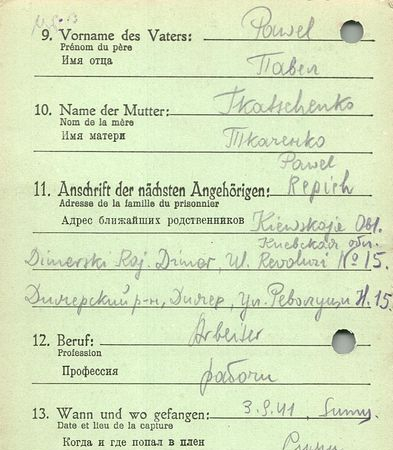 9. Vorname des Vaters: Pawel
Prénom du père
Имя отца Павел
10. Name der Mutter: Tkatschenko
Nom de la mère
Имя матери Ткаченко
Pawel
11. Anschrift der nächsten Angehörigen: Repich
Adresse de la famille du prisonnier
Адрес ближайших родственников Kiewskaja Obl.
Киевская обл.
Dimerski Raj. Dimer, Ul. Revoluzi № 15.
Димерский р-н, Димер, ул. Революции Н. 15.
12. Beruf: Arbeiter
Profession
Профессия рабочи
13. Wann und wo gefangen: 3.9.41, Sumy.
Date et lieu de la capture
Когда и где попал в плен